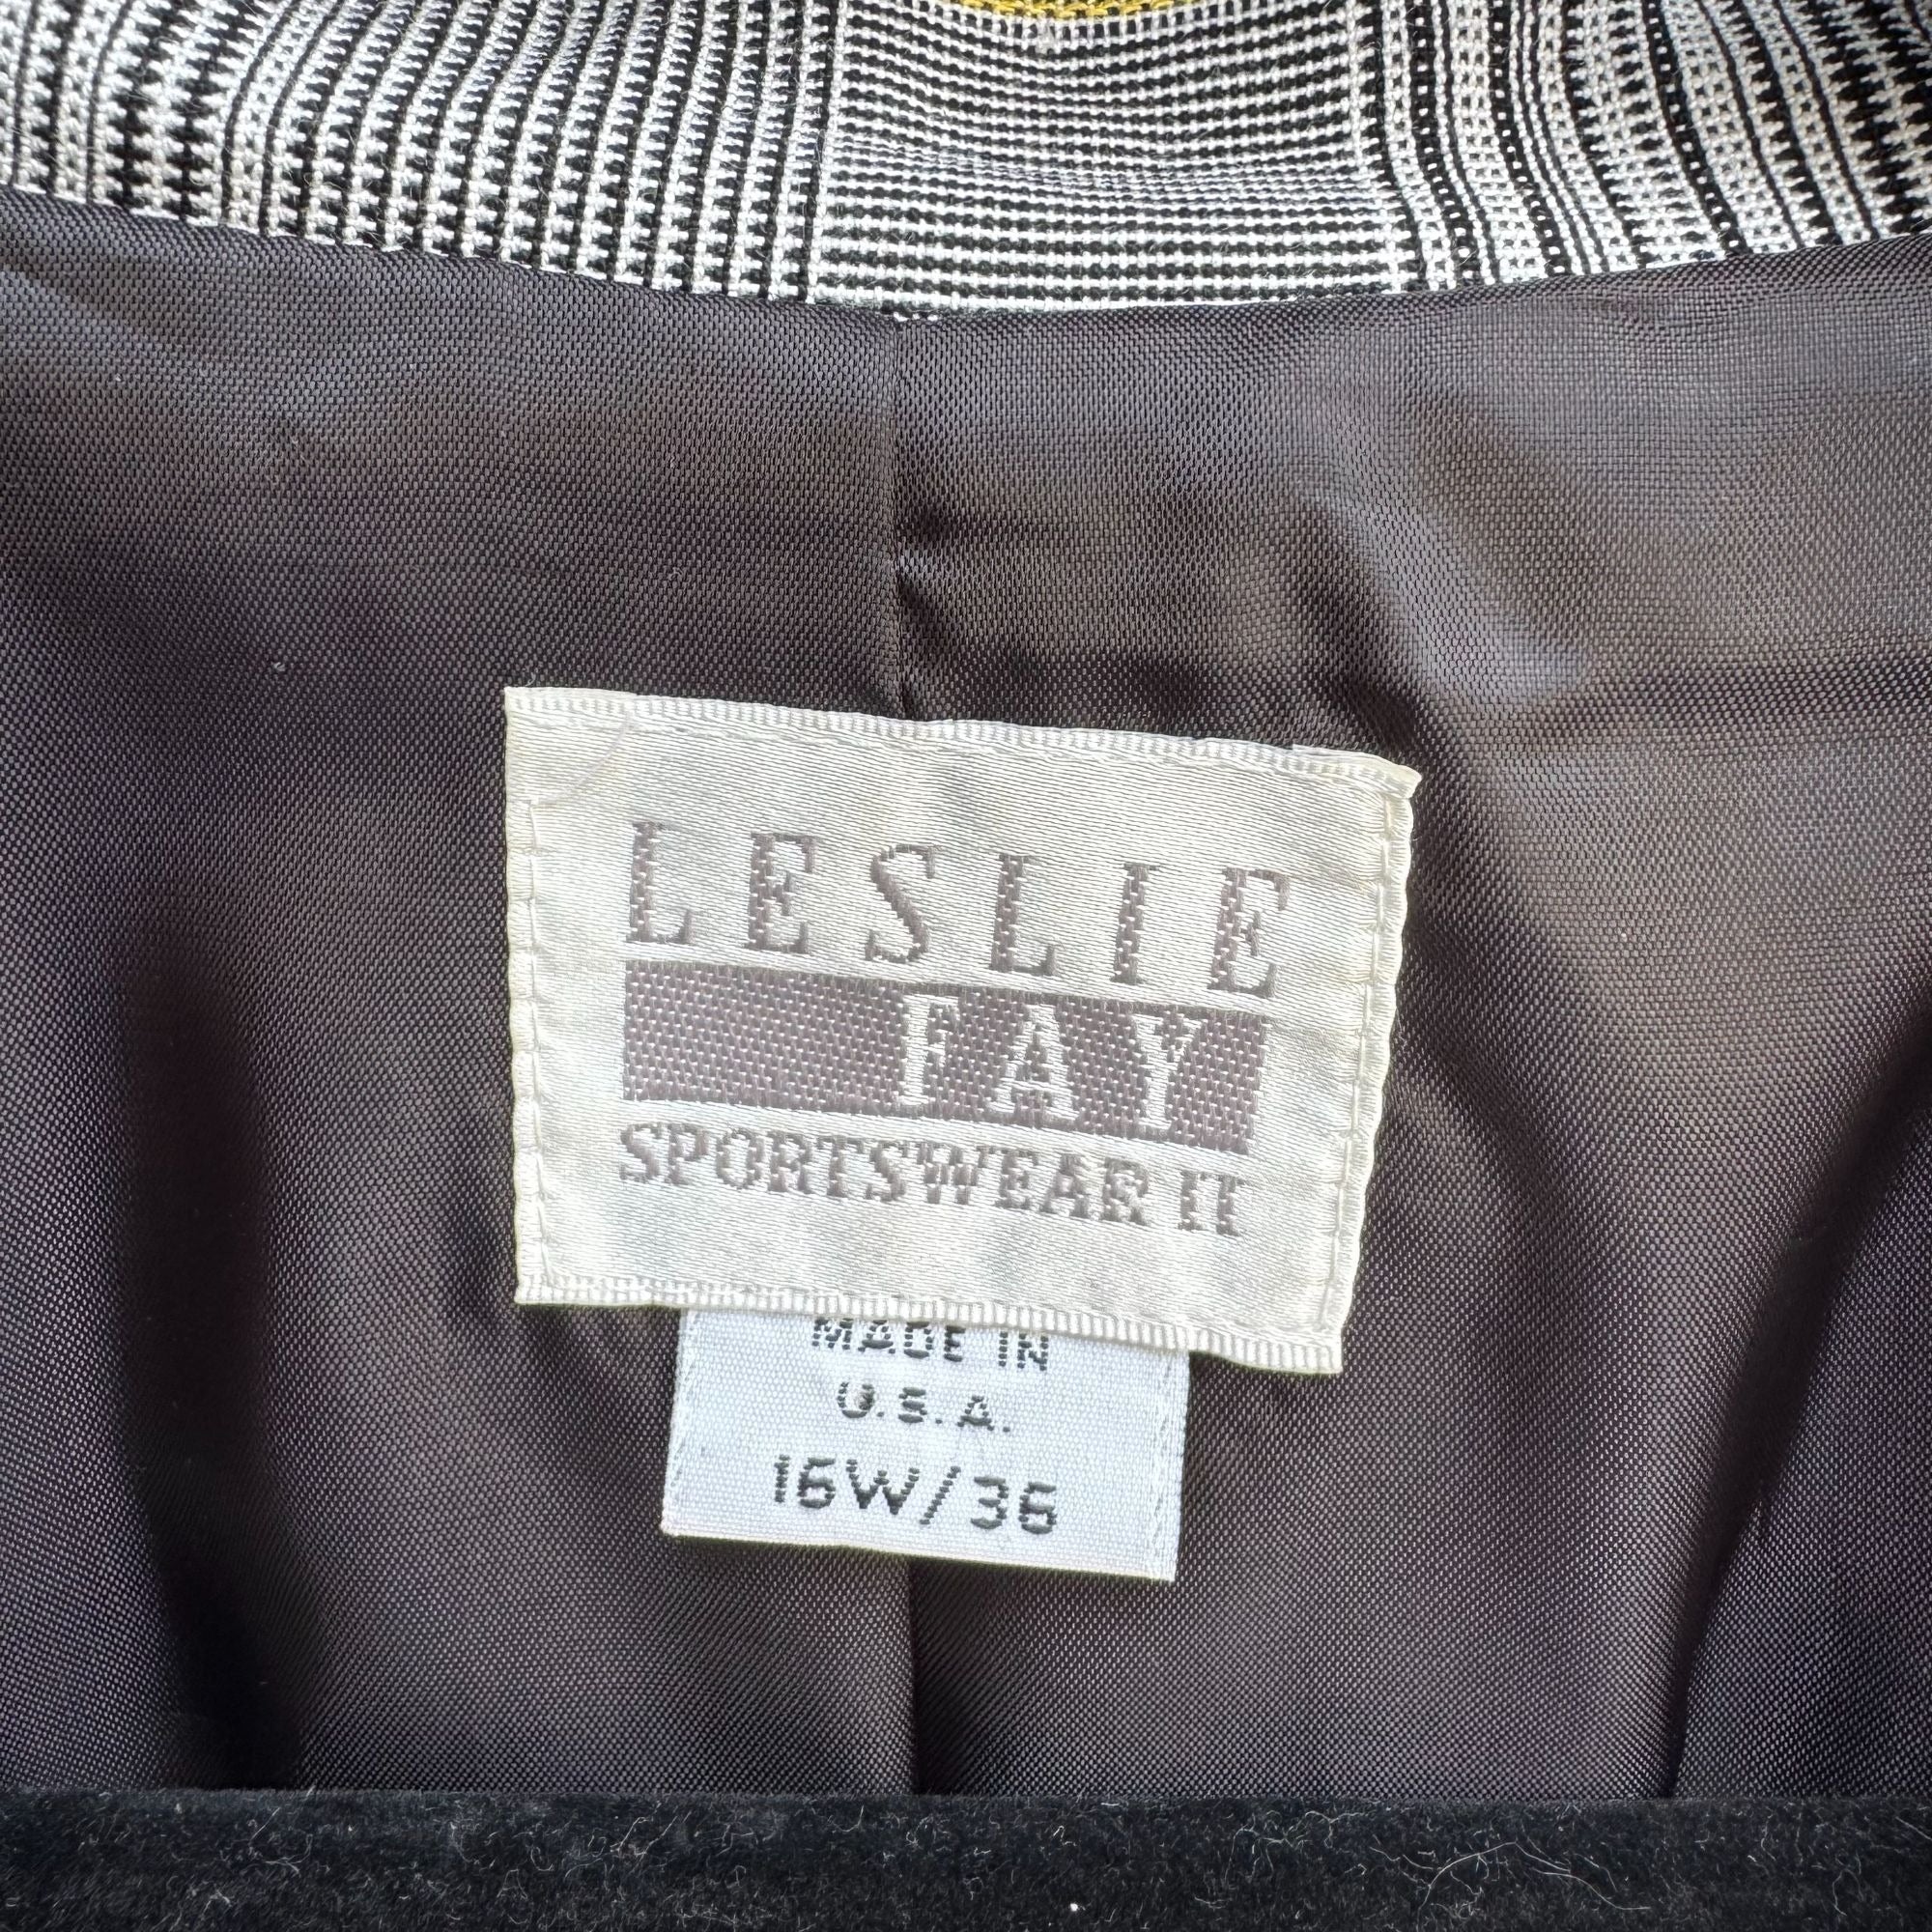 LESLIE
FAY
SPORTSWEAR II
MADE IN
U.S.A.
16W/36